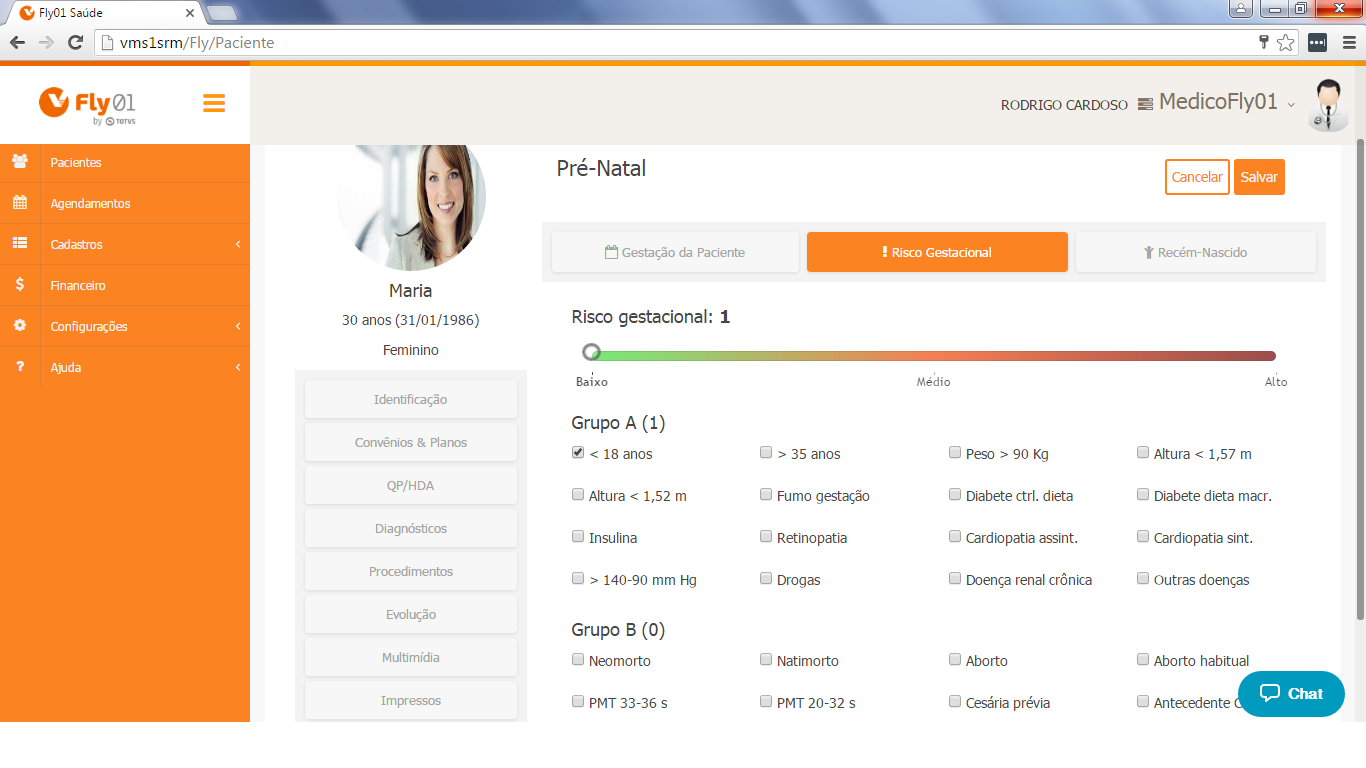 Fly01 Saúde
vms1srm/Fly/Paciente
Fly01
by TOTVS
RODRIGO CARDOSO MedicoFly01
Pacientes
Agendamentos
Cadastros
Financeiro
Configurações
Ajuda
Maria
30 anos (31/01/1986)
Feminino
Identificação
Convênios & Planos
QP/HDA
Diagnósticos
Procedimentos
Evolução
Multimídia
Impressos
Pré-Natal
Cancelar Salvar
Gestação da Paciente Risco Gestacional Recém-Nascido
Risco gestacional: 1
Baixo Médio Alto
Grupo A (1)
< 18 anos > 35 anos Peso > 90 Kg Altura < 1,57 m
Altura < 1,52 m Fumo gestação Diabete ctrl. dieta Diabete dieta macr.
Insulina Retinopatia Cardiopatia assint. Cardiopatia sint.
> 140-90 mm Hg Drogas Doença renal crônica Outras doenças
Grupo B (0)
Neomorto Natimorto Aborto Aborto habitual
PMT 33-36 s PMT 20-32 s Cesária prévia Antecedente
Chat